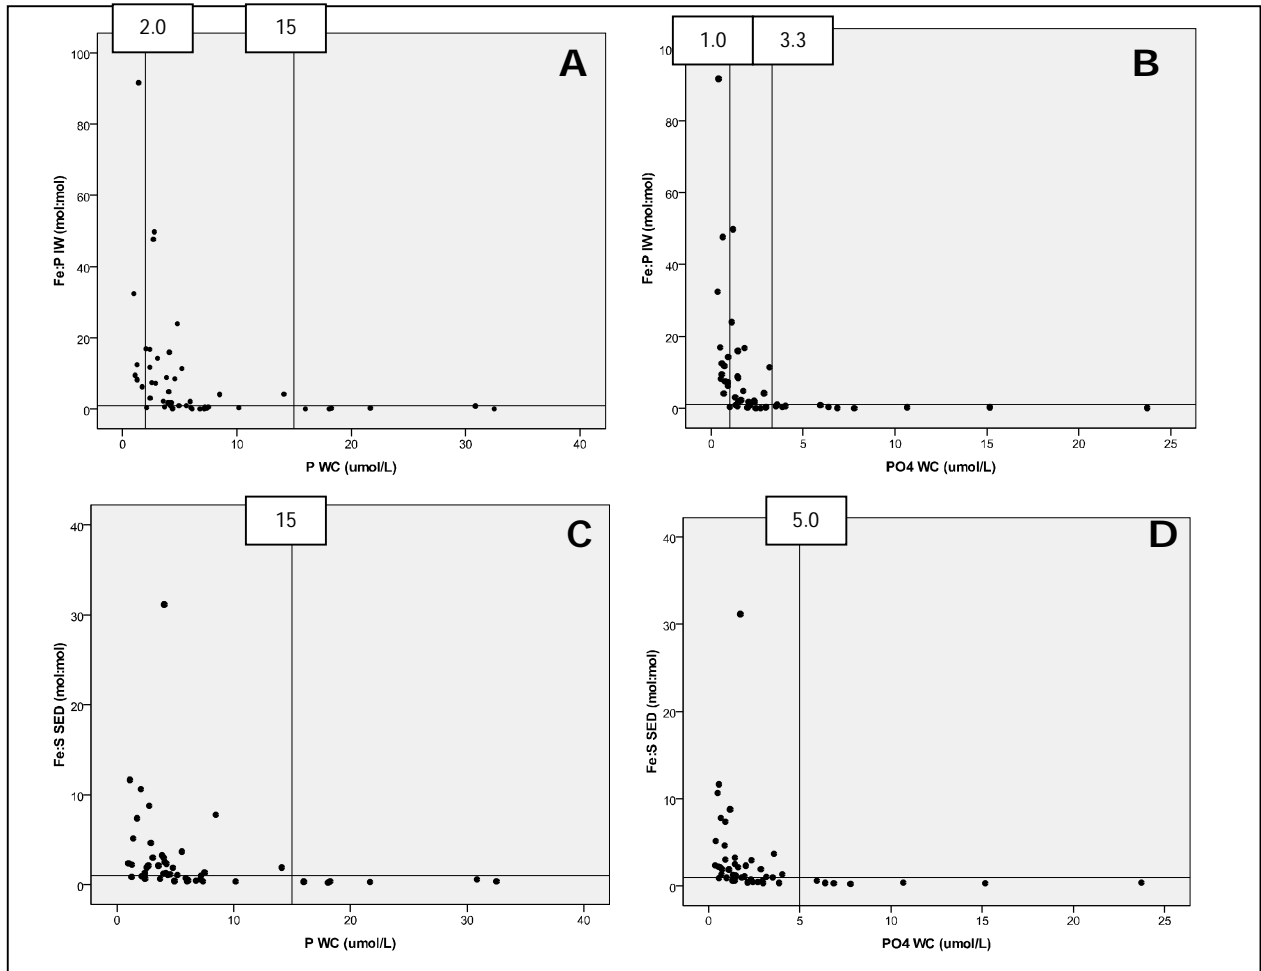 2.0
15
A
100
80
60
40
20
0
Fe:P IW (mol:mol)
0 10 20 30 40
P WC (umol/L)
1.0
3.3
B
10
80
60
40
20
0
Fe:P IW (mol:mol)
0 5 10 15 20 25
PO4 WC (umol/L)
15
C
40
30
20
10
0
Fe:S SED (mol:mol)
0 10 20 30 40
P WC (umol/L)
5.0
D
40
30
20
10
0
Fe:S SED (mol:mol)
0 5 10 15 20 25
PO4 WC (umol/L)